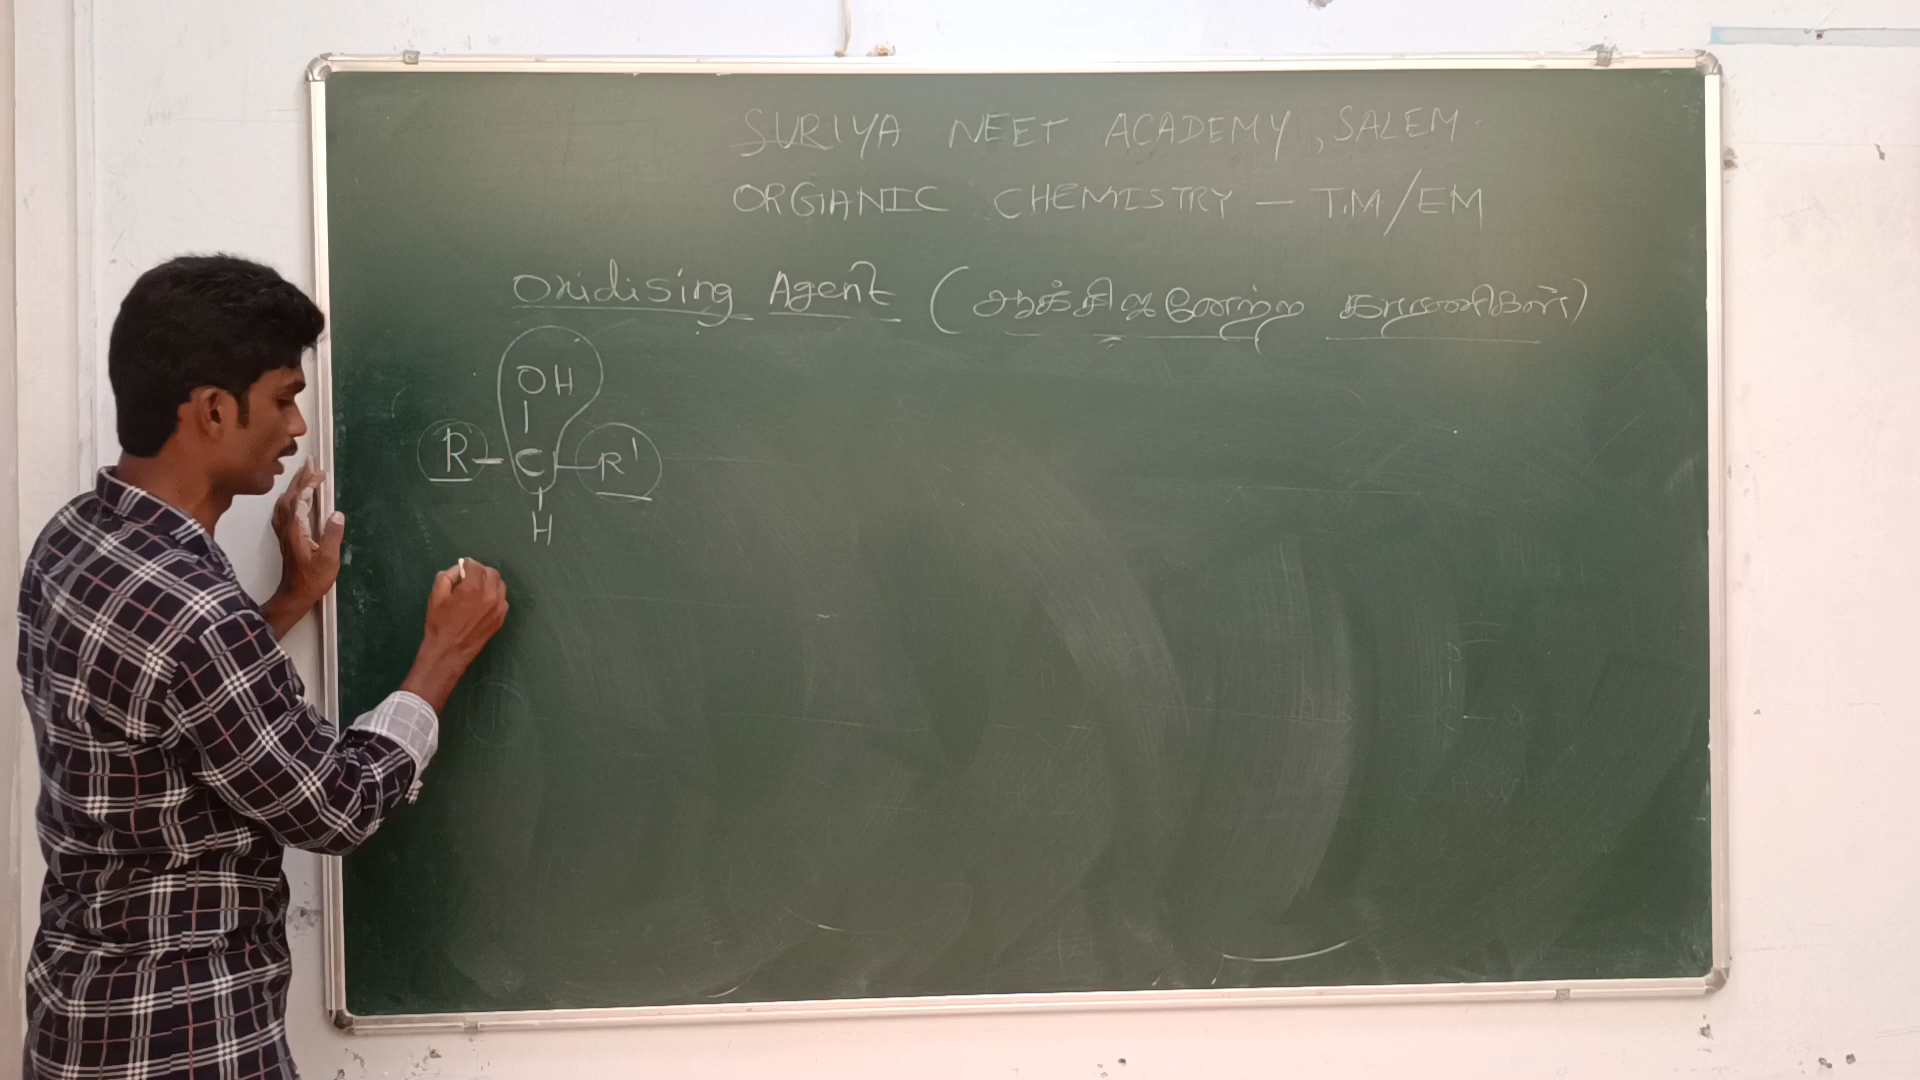 SURIYA NEET ACADEMY, SALEM.
ORGANIC CHEMISTRY – T.M/EM
Oxidising Agent (ஆக்சிஜனேற்ற காரணிகள்)
OH
R–C–R'
H